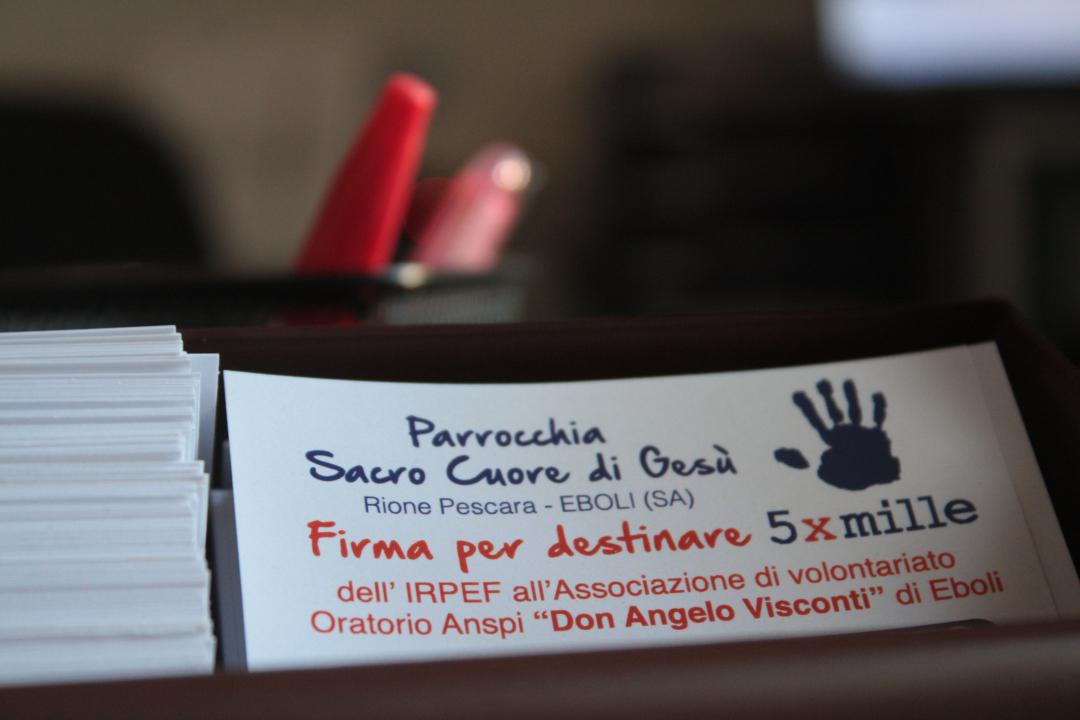 Parrocchia
Sacro Cuore di Gesù
Rione Pescara - EBOLI (SA)
Firma per destinare 5xmille
dell' IRPEF all'Associazione di volontariato
Oratorio Anspi “Don Angelo Visconti” di Eboli